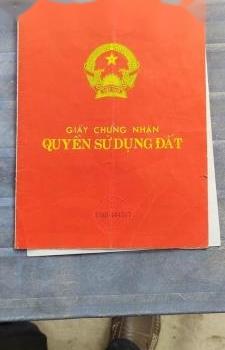 GIẤY CHỨNG NHẬN
QUYỀN SỬ DỤNG ĐẤT